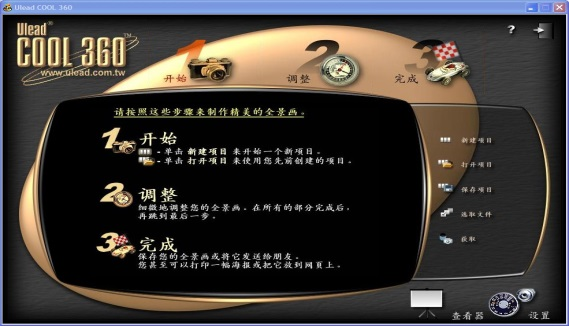 Ulead COOL 360
Ulead®
COOL 360™
www.ulead.com.tw
?
1
开始
2
调整
3
完成
请按照这些步骤来制作精美的全景画。
1 开始
- 单击 新建项目 来开始一个新项目。
- 单击 打开项目 来使用您先前创建的项目。
2 调整
细微地调整您的全景画。在所有的部分完成后，
再跳到最后一步。
3 完成
保存您的全景画或将它发送给朋友。
您甚至可以打印一幅海报或把它放到网页上。
新建项目
打开项目
保存项目
选取文件
获取
查看器
设置